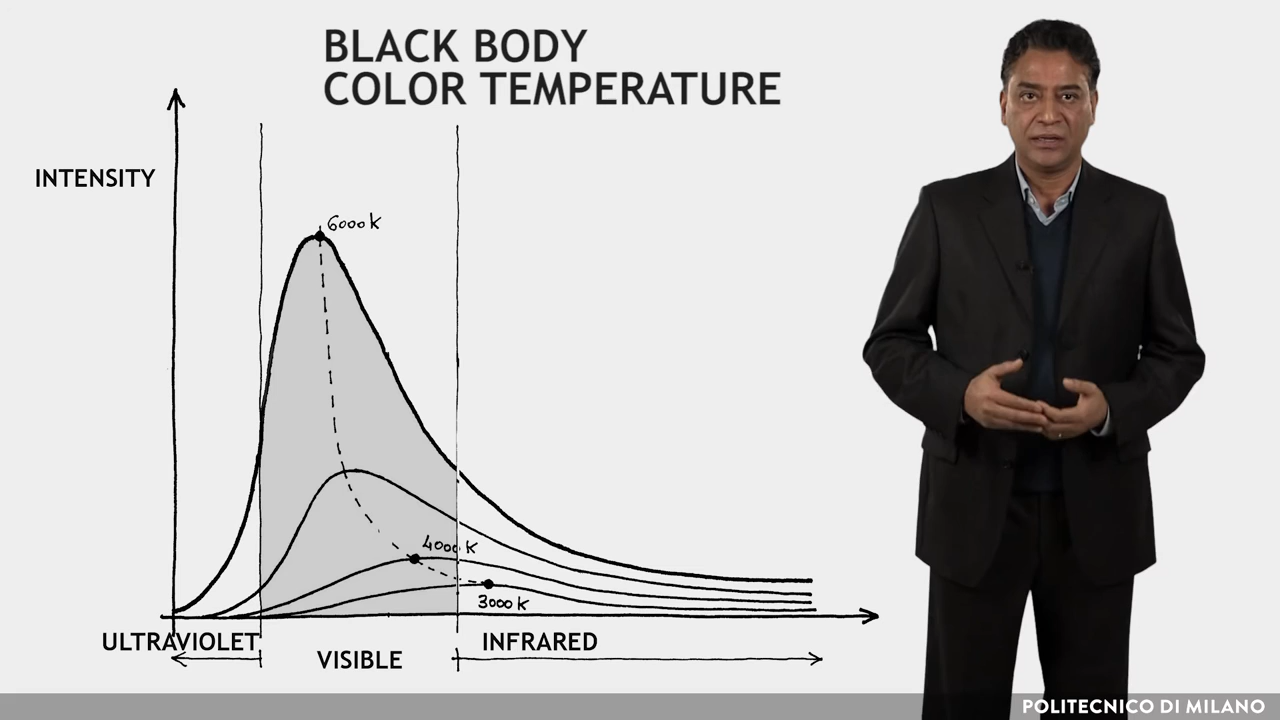 BLACK BODY
COLOR TEMPERATURE
INTENSITY
6000 K
4000 K
3000 K
ULTRAVIOLET
VISIBLE
INFRARED
POLITECNICO DI MILANO